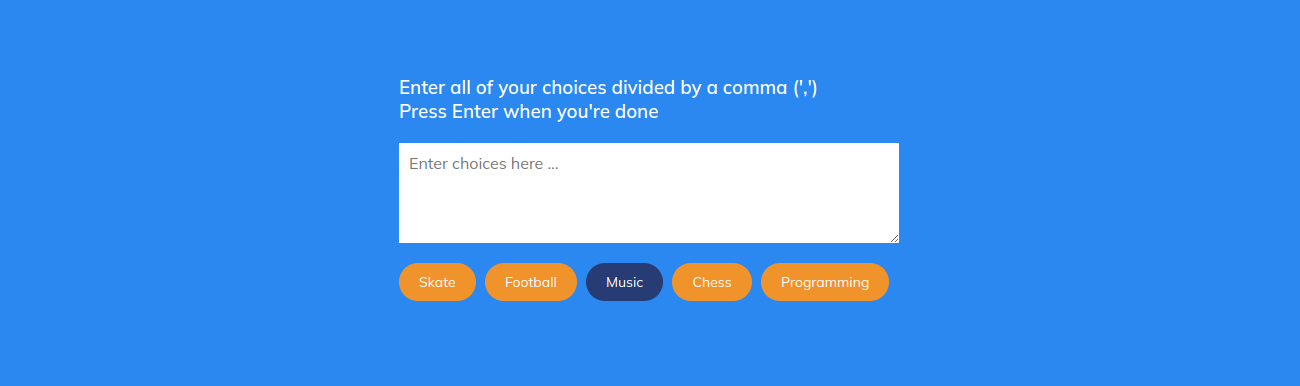 Enter all of your choices divided by a comma (',')
Press Enter when you're done
Enter choices here ...
Skate Football Music Chess Programming